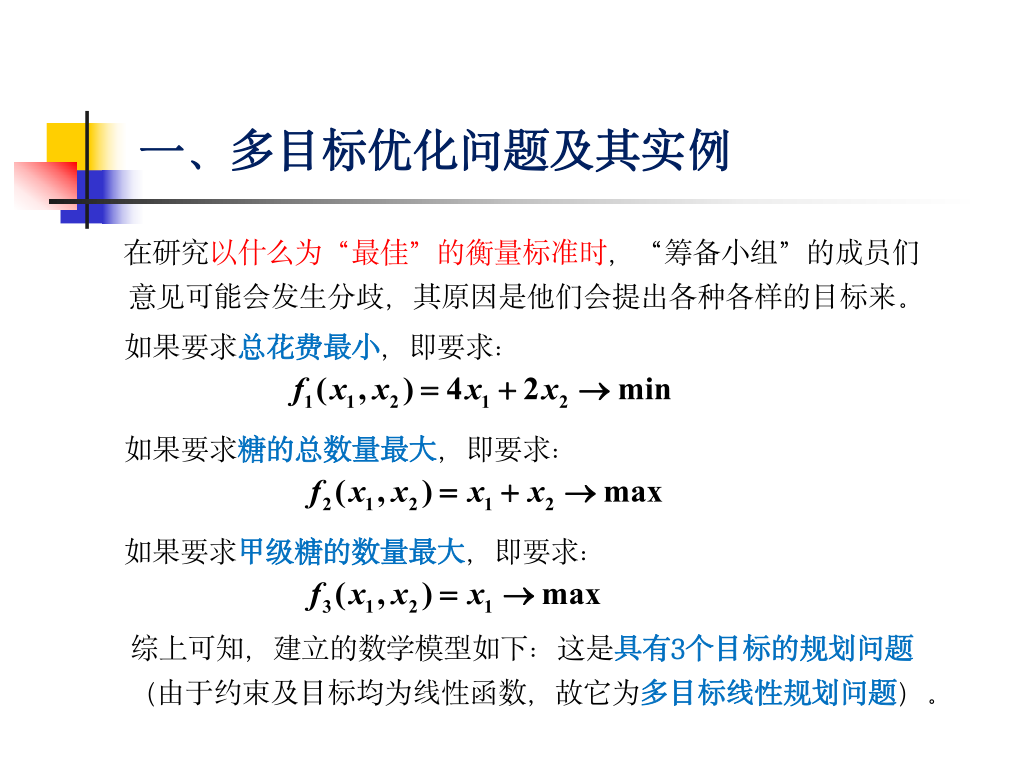 一、多目标优化问题及其实例
在研究以什么为“最佳”的衡量标准时，“筹备小组”的成员们
意见可能会发生分歧，其原因是他们会提出各种各样的目标来。
如果要求总花费最小，即要求：
f₁(x₁, x₂) = 4x₁ + 2x₂ → min
如果要求糖的总数量最大，即要求：
f₂(x₁, x₂) = x₁ + x₂ → max
如果要求甲级糖的数量最大，即要求：
f₃(x₁, x₂) = x₁ → max
综上可知，建立的数学模型如下：这是具有3个目标的规划问题
（由于约束及目标均为线性函数，故它为多目标线性规划问题）。